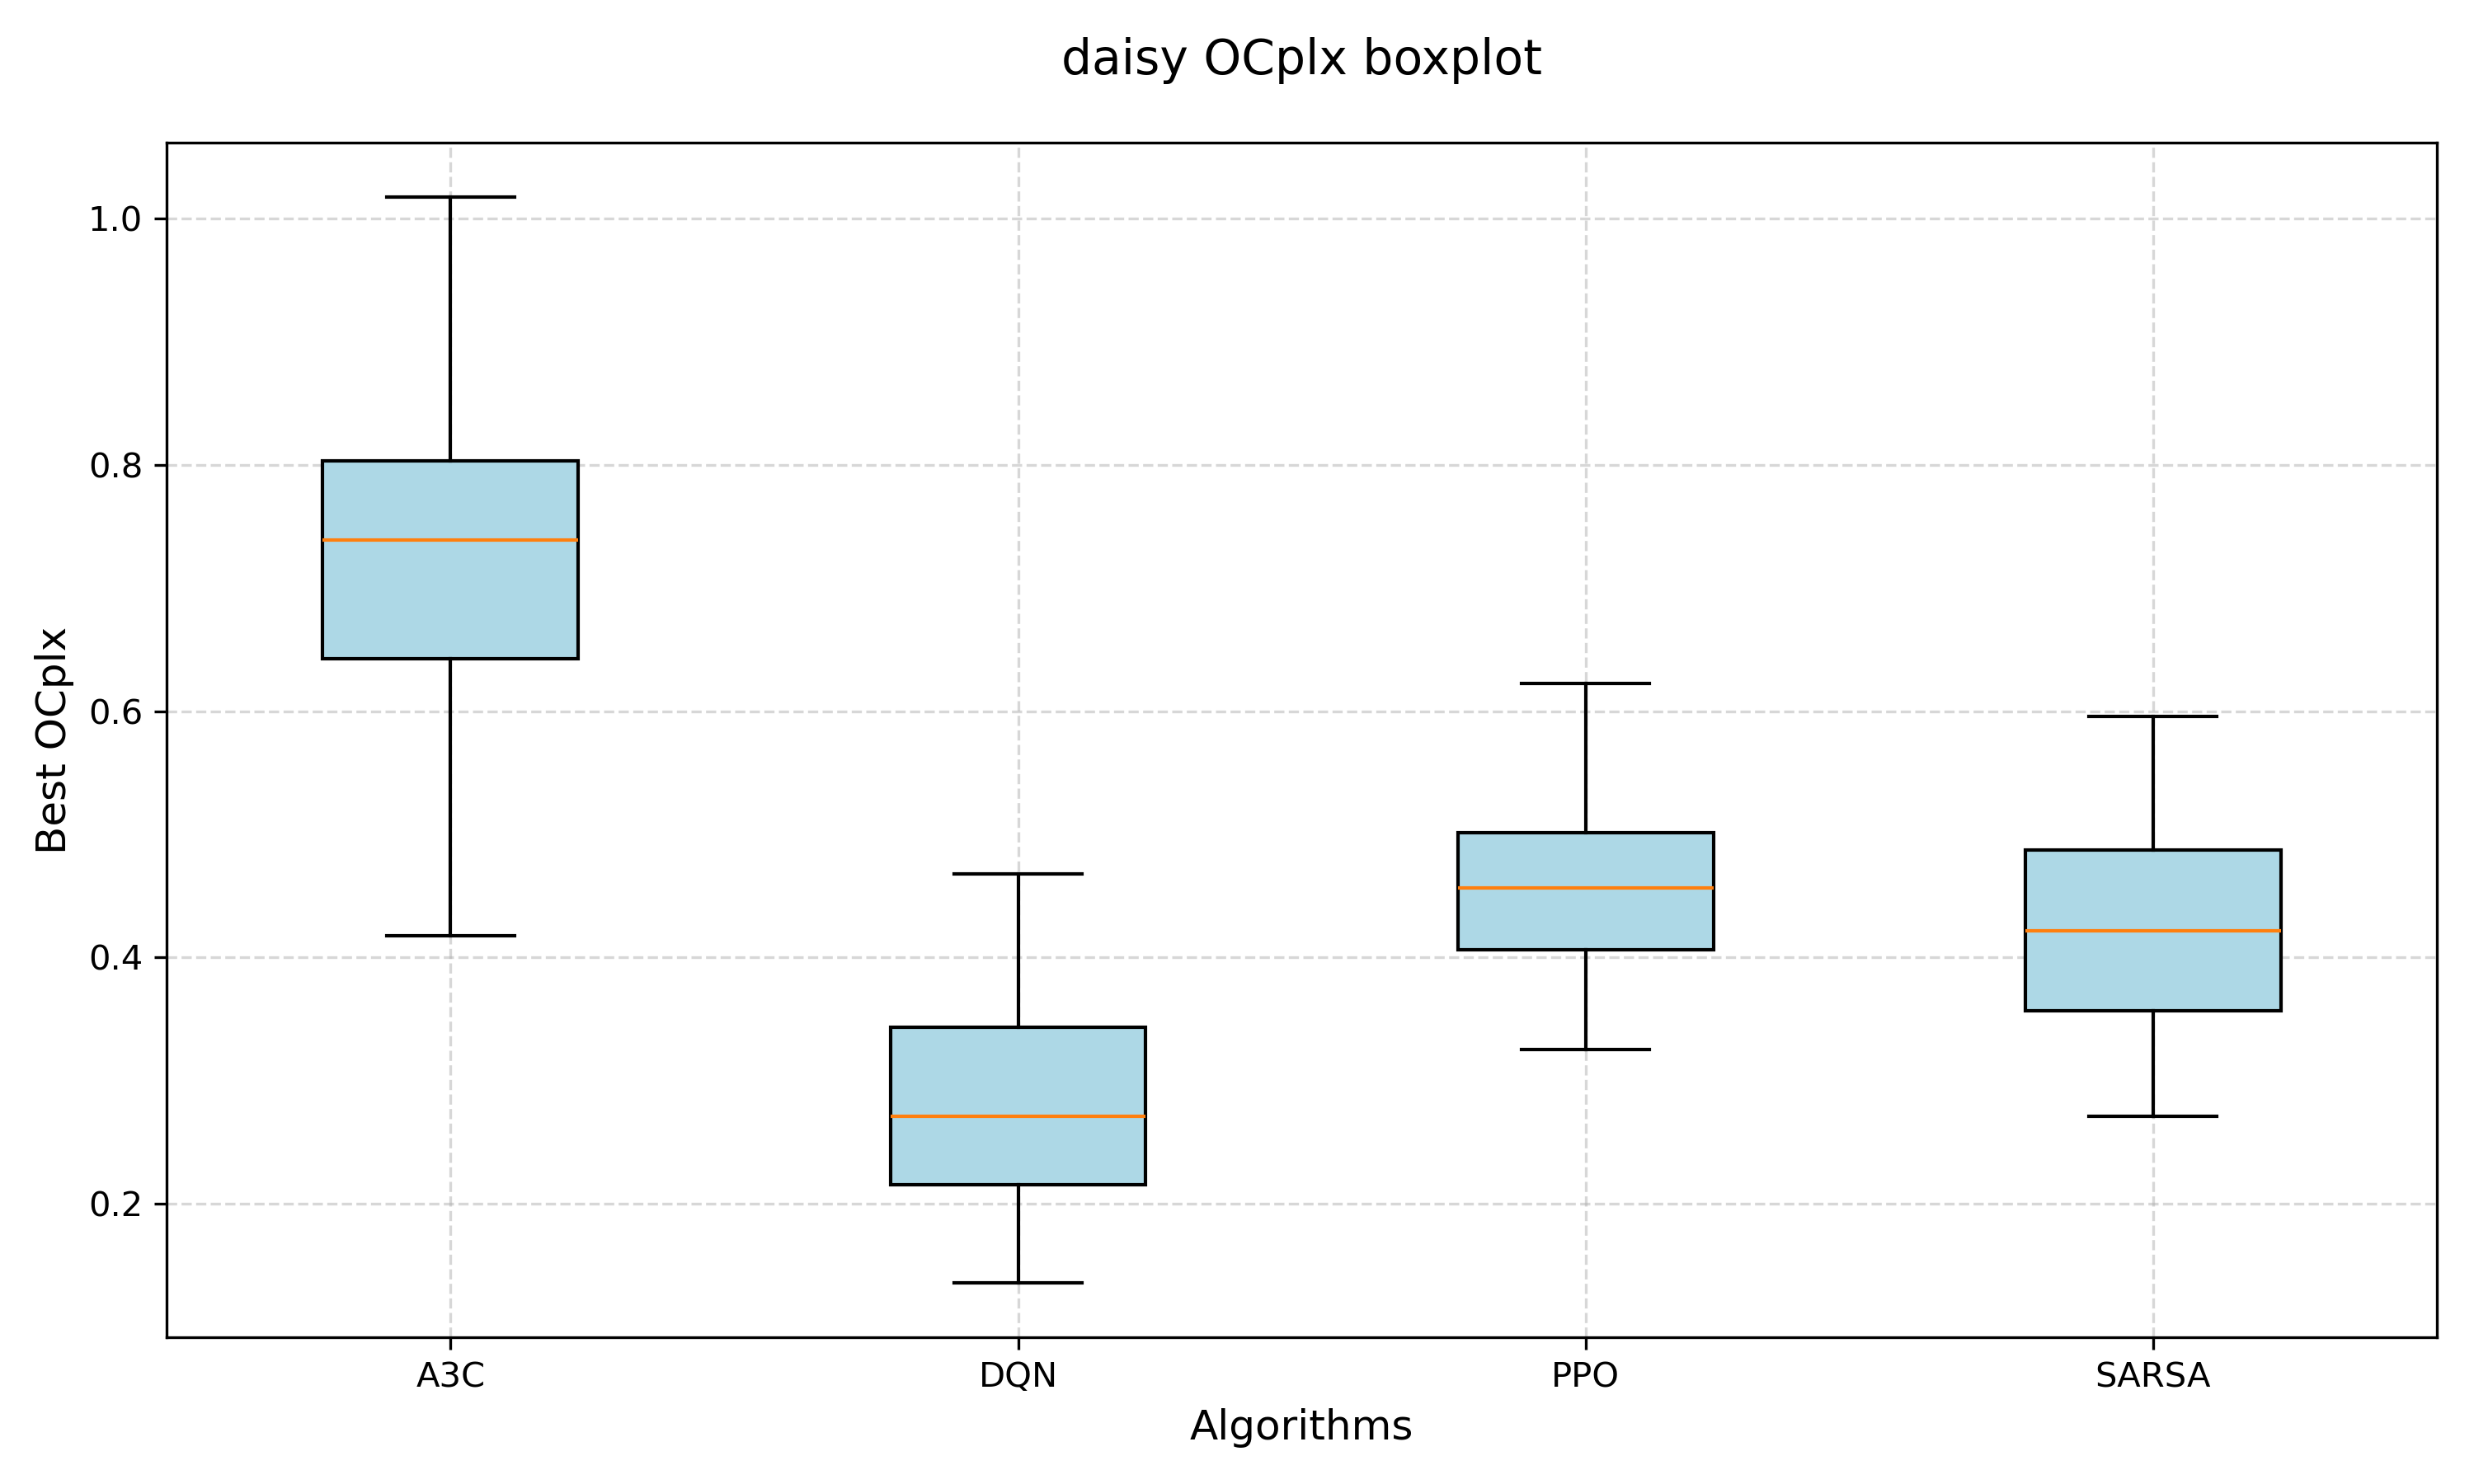 daisy OCplx boxplot
Best OCplx
1.0
0.8
0.6
0.4
0.2
A3C
DQN
PPO
SARSA
Algorithms